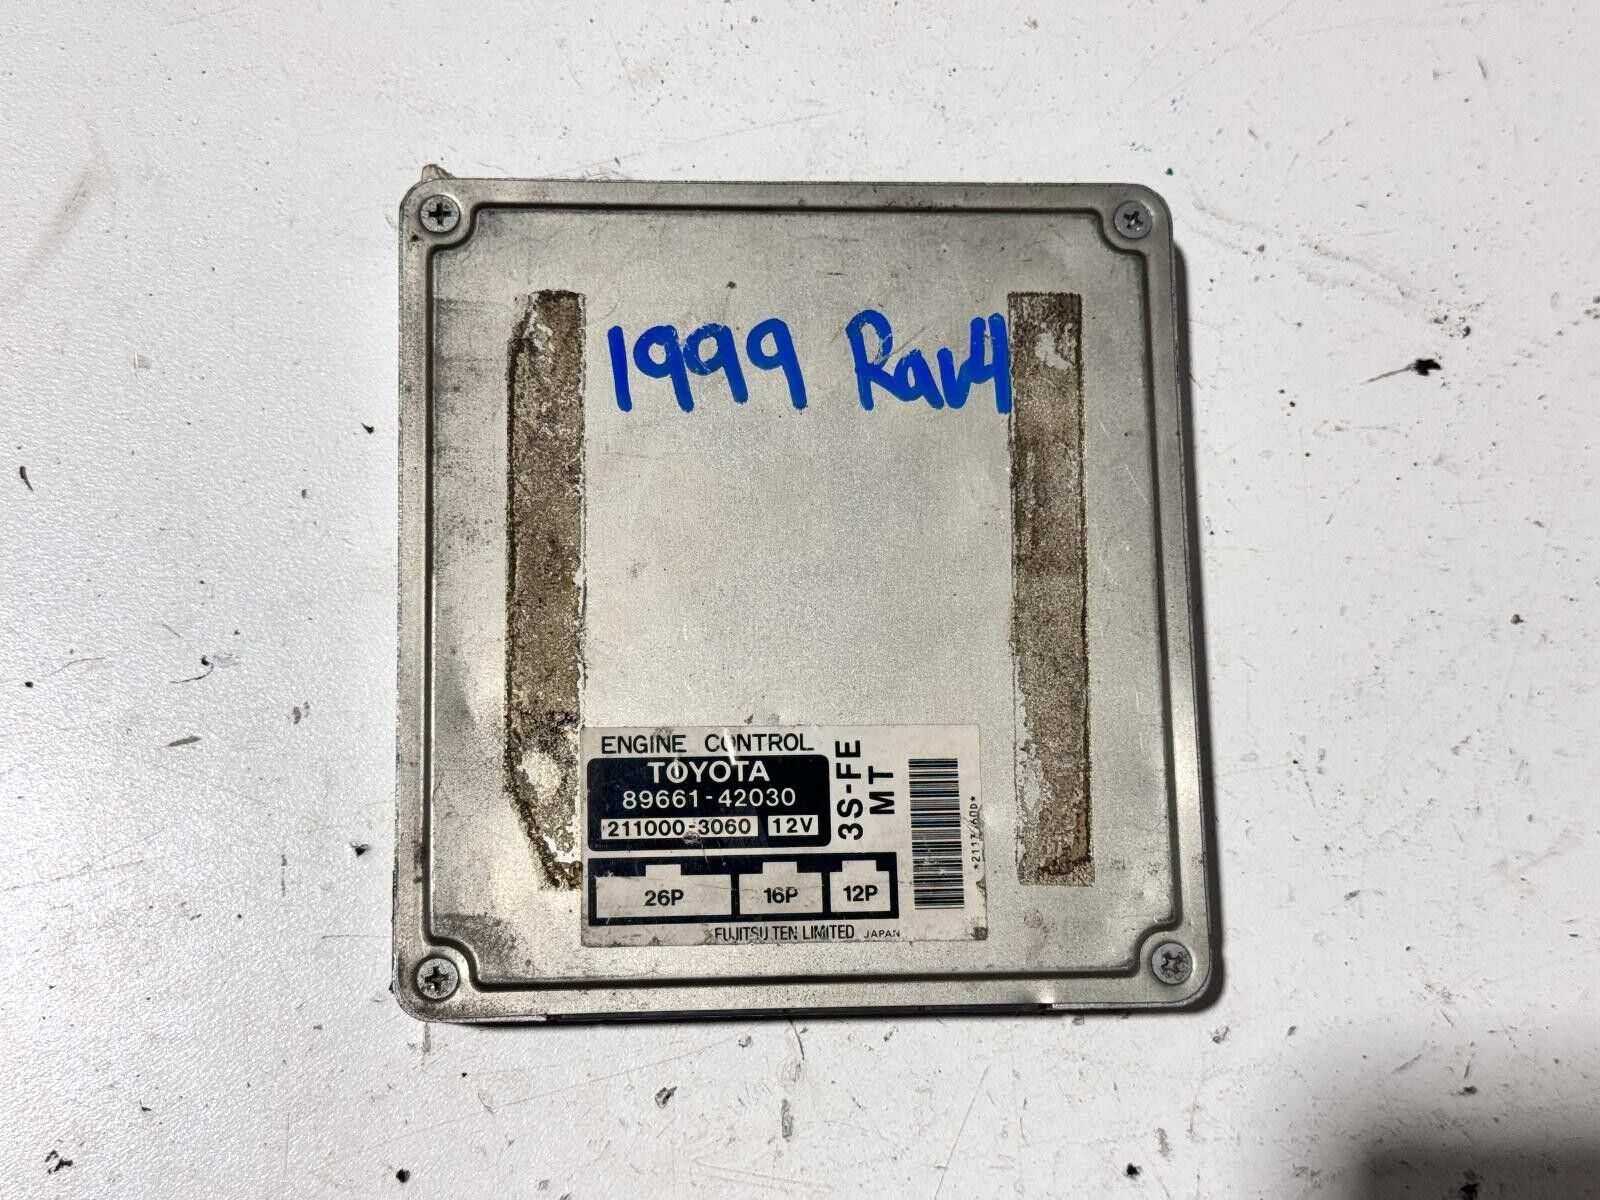 1999 Rav4
ENGINE CONTROL
TOYOTA
89661-42030
211000-3060 12V
3S-FE
MT
26P 16P 12P
FUJITSU TEN LIMITED JAPAN